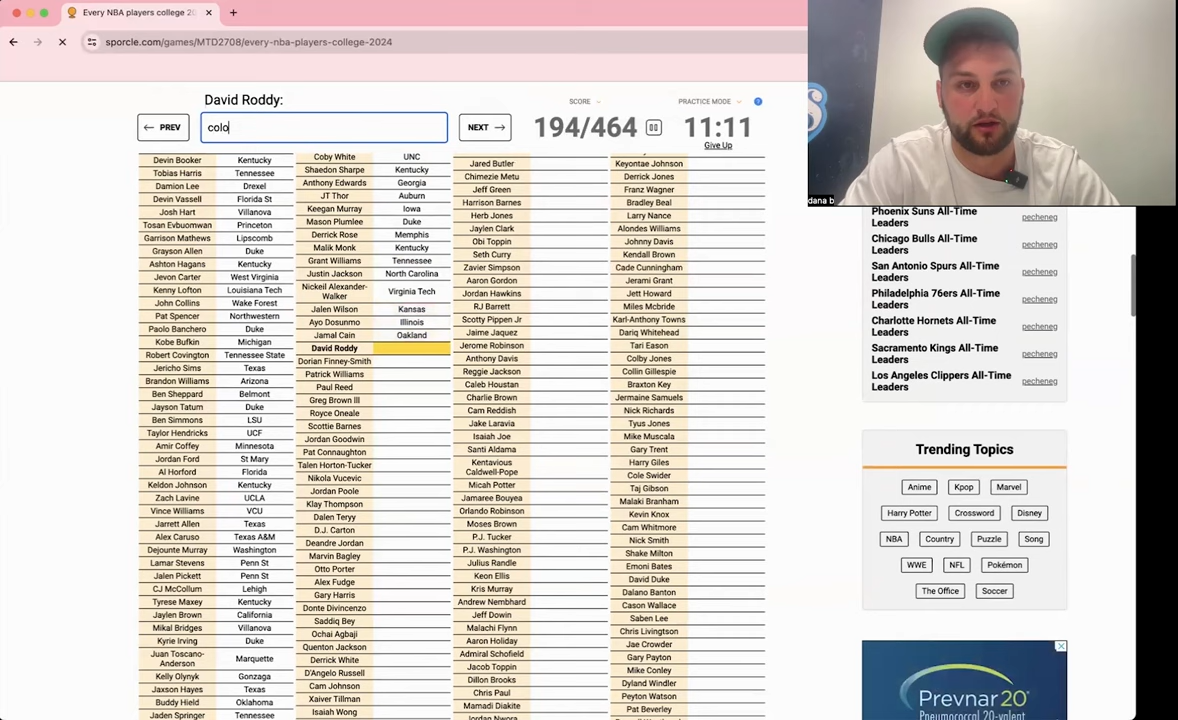 Every NBA players college 20
sporcle.com/games/MTD2708/every-nba-players-college-2024
David Roddy:
PREV
colo
NEXT
SCORE
194/464
PRACTICE MODE
11:11
Give Up
dana b
Devin Booker Kentucky
Tobias Harris Tennessee
Damion Lee Drexel
Devin Vassell Florida St
Josh Hart Villanova
Tosan Evbuomwan Princeton
Garrison Mathews Lipscomb
Grayson Allen Duke
Ashton Hagans Kentucky
Jevon Carter West Virginia
Kenny Lofton Louisiana Tech
John Collins Wake Forest
Pat Spencer Northwestern
Paolo Banchero Duke
Kobe Bufkin Michigan
Robert Covington Tennessee State
Jericho Sims Texas
Brandon Williams Arizona
Ben Sheppard Belmont
Jayson Tatum Duke
Ben Simmons LSU
Taylor Hendricks UCF
Amir Coffey Minnesota
Jordan Ford St Mary
Al Horford Florida
Keldon Johnson Kentucky
Zach Lavine UCLA
Vince Williams VCU
Jarrett Allen Texas
Alex Caruso Texas A&M
Dejounte Murray Washington
Lamar Stevens Penn St
Jalen Pickett Penn St
CJ McCollum Lehigh
Tyrese Maxey Kentucky
Jaylen Brown California
Mikal Bridges Villanova
Kyrie Irving Duke
Juan Toscano-
Anderson Marquette
Kelly Olynyk Gonzaga
Jaxson Hayes Texas
Buddy Hield Oklahoma
Jaden Springer Tennessee
Coby White UNC
Shaedon Sharpe Kentucky
Anthony Edwards Georgia
JT Thor Auburn
Keegan Murray Iowa
Mason Plumlee Duke
Derrick Rose Memphis
Malik Monk Kentucky
Grant Williams Tennessee
Justin Jackson North Carolina
Nickeil Alexander-
Walker Virginia Tech
Jalen Wilson Kansas
Ayo Dosunmo Illinois
Jamal Cain Oakland
David Roddy
Dorian Finney-Smith
Patrick Williams
Paul Reed
Greg Brown III
Royce Oneale
Scottie Barnes
Jordan Goodwin
Pat Connaughton
Talen Horton-Tucker
Nikola Vucevic
Jordan Poole
Klay Thompson
Dalen Teryy
D.J. Carton
Deandre Jordan
Marvin Bagley
Otto Porter
Alex Fudge
Gary Harris
Donte Divincenzo
Saddiq Bey
Ochai Agbaji
Quenton Jackson
Derrick White
D'Angelo Russell
Cam Johnson
Xaiver Tillman
Isaiah Wong
Jared Butler
Chimezie Metu
Jeff Green
Harrison Barnes
Herb Jones
Jaylen Clark
Obi Toppin
Seth Curry
Zavier Simpson
Aaron Gordon
Jordan Hawkins
RJ Barrett
Scotty Pippen Jr
Jaime Jaquez
Jerome Robinson
Anthony Davis
Reggie Jackson
Caleb Houstan
Charlie Brown
Cam Reddish
Jake Laravia
Isaiah Joe
Santi Aldama
Kentavious
Caldwell-Pope
Micah Potter
Jamaree Bouyea
Orlando Robinson
Moses Brown
P.J. Tucker
P.J. Washington
Julius Randle
Keon Ellis
Kris Murray
Andrew Nembhard
Jeff Dowin
Malachi Flynn
Aaron Holiday
Admiral Schofield
Jacob Toppin
Dillon Brooks
Chris Paul
Mamadi Diakite
Jordan Nwora
Keyontae Johnson
Derrick Jones
Franz Wagner
Bradley Beal
Larry Nance
Alondes Williams
Johnny Davis
Kendall Brown
Cade Cunningham
Jerami Grant
Jett Howard
Miles Mcbride
Karl-Anthony Towns
Dariq Whitehead
Tari Eason
Colby Jones
Collin Gillespie
Braxton Key
Jermaine Samuels
Nick Richards
Tyus Jones
Mike Muscala
Gary Trent
Harry Giles
Cole Swider
Taj Gibson
Malaki Branham
Kevin Knox
Cam Whitmore
Nick Smith
Shake Milton
Emoni Bates
David Duke
Dalano Banton
Cason Wallace
Saben Lee
Chris Livingtson
Jae Crowder
Gary Payton
Mike Conley
Dyland Windler
Peyton Watson
Pat Beverley
Phoenix Suns All-Time
Leaders pecheneg
Chicago Bulls All-Time
Leaders pecheneg
San Antonio Spurs All-Time
Leaders pecheneg
Philadelphia 76ers All-Time
Leaders pecheneg
Charlotte Hornets All-Time
Leaders pecheneg
Sacramento Kings All-Time
Leaders pecheneg
Los Angeles Clippers All-Time
Leaders pecheneg
Trending Topics
Anime Kpop Marvel
Harry Potter Crossword Disney
NBA Country Puzzle Song
WWE NFL Pokémon
The Office Soccer
Prevnar 20
Pneumococcal 20-valent